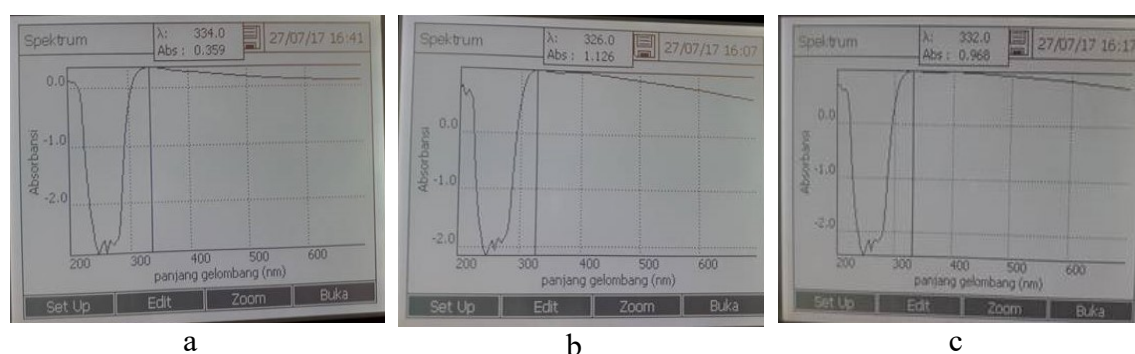 Spektrum
λ: 334.0
Abs : 0.359
27/07/17 16:41
0.0
-1.0
-2.0
Absorbansi
200 300 400 500 600
panjang gelombang (nm)
Set Up Edit Zoom Buka
a
Spektrum
λ: 326.0
Abs : 1.126
27/07/17 16:07
0.0
-1.0
-2.0
Absorbansi
200 300 400 500 600
panjang gelombang (nm)
Set Up Edit Zoom Buka
b
Spektrum
λ: 332.0
Abs : 0.968
27/07/17 16:17
0.0
-1.0
-2.0
Absorbansi
200 300 400 500 600
panjang gelombang (nm)
Set Up Edit Zoom Buka
c